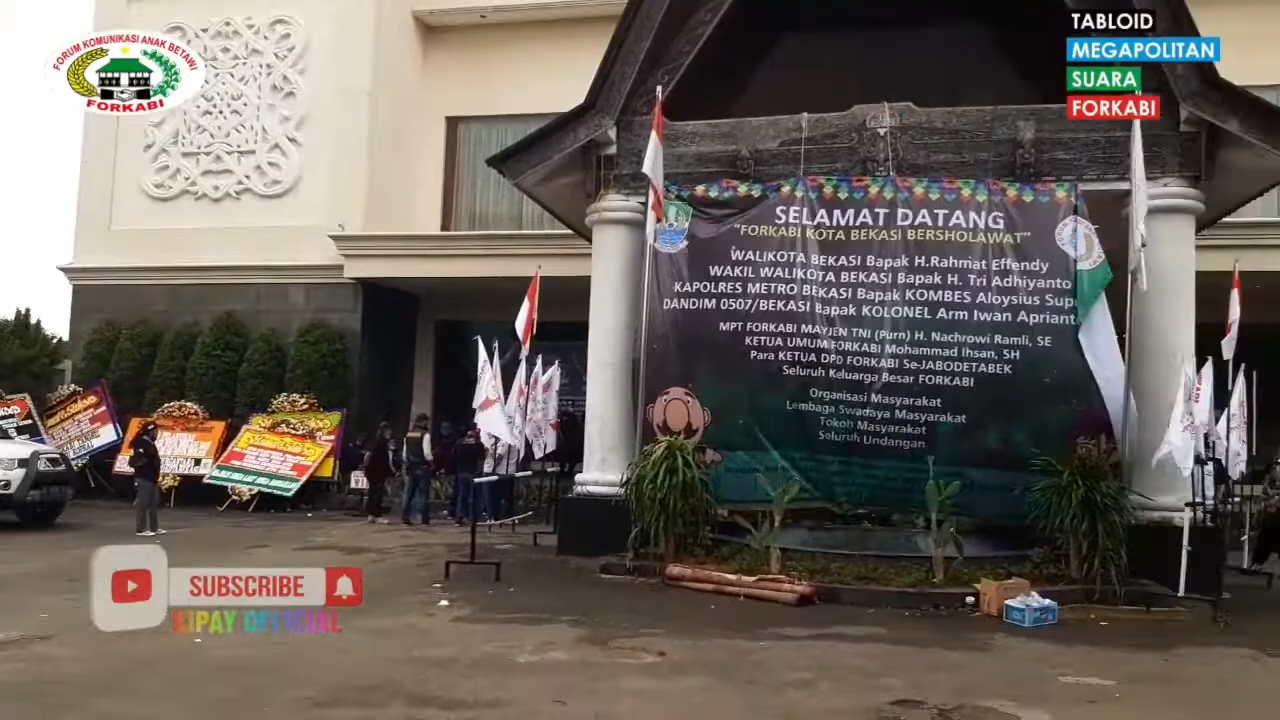 FORUM KOMUNIKASI ANAK BETAWI
FORKABI
TABLOID
MEGAPOLITAN
SUARA
FORKABI
SELAMAT DATANG
"FORKABI KOTA BEKASI BERSHOLAWAT"
WALIKOTA BEKASI Bapak H.Rahmat Effendy
WAKIL WALIKOTA BEKASI Bapak H. Tri Adhiyanto
KAPOLRES METRO BEKASI Bapak KOMBES Aloysius Sup
DANDIM 0507/BEKASI Bapak KOLONEL Arm Iwan Aprianto
MPT FORKABI MAYJEN TNI (Purn) H. Nachrowi Ramli, SE
KETUA UMUM FORKABI Mohammad Ihsan, SH
Para KETUA DPD FORKABI Se-JABODETABEK
Seluruh Keluarga Besar FORKABI
Organisasi Masyarakat
Lembaga Swadaya Masyarakat
Tokoh Masyarakat
Seluruh Undangan
SUBSCRIBE
KIPAY OFFICIAL